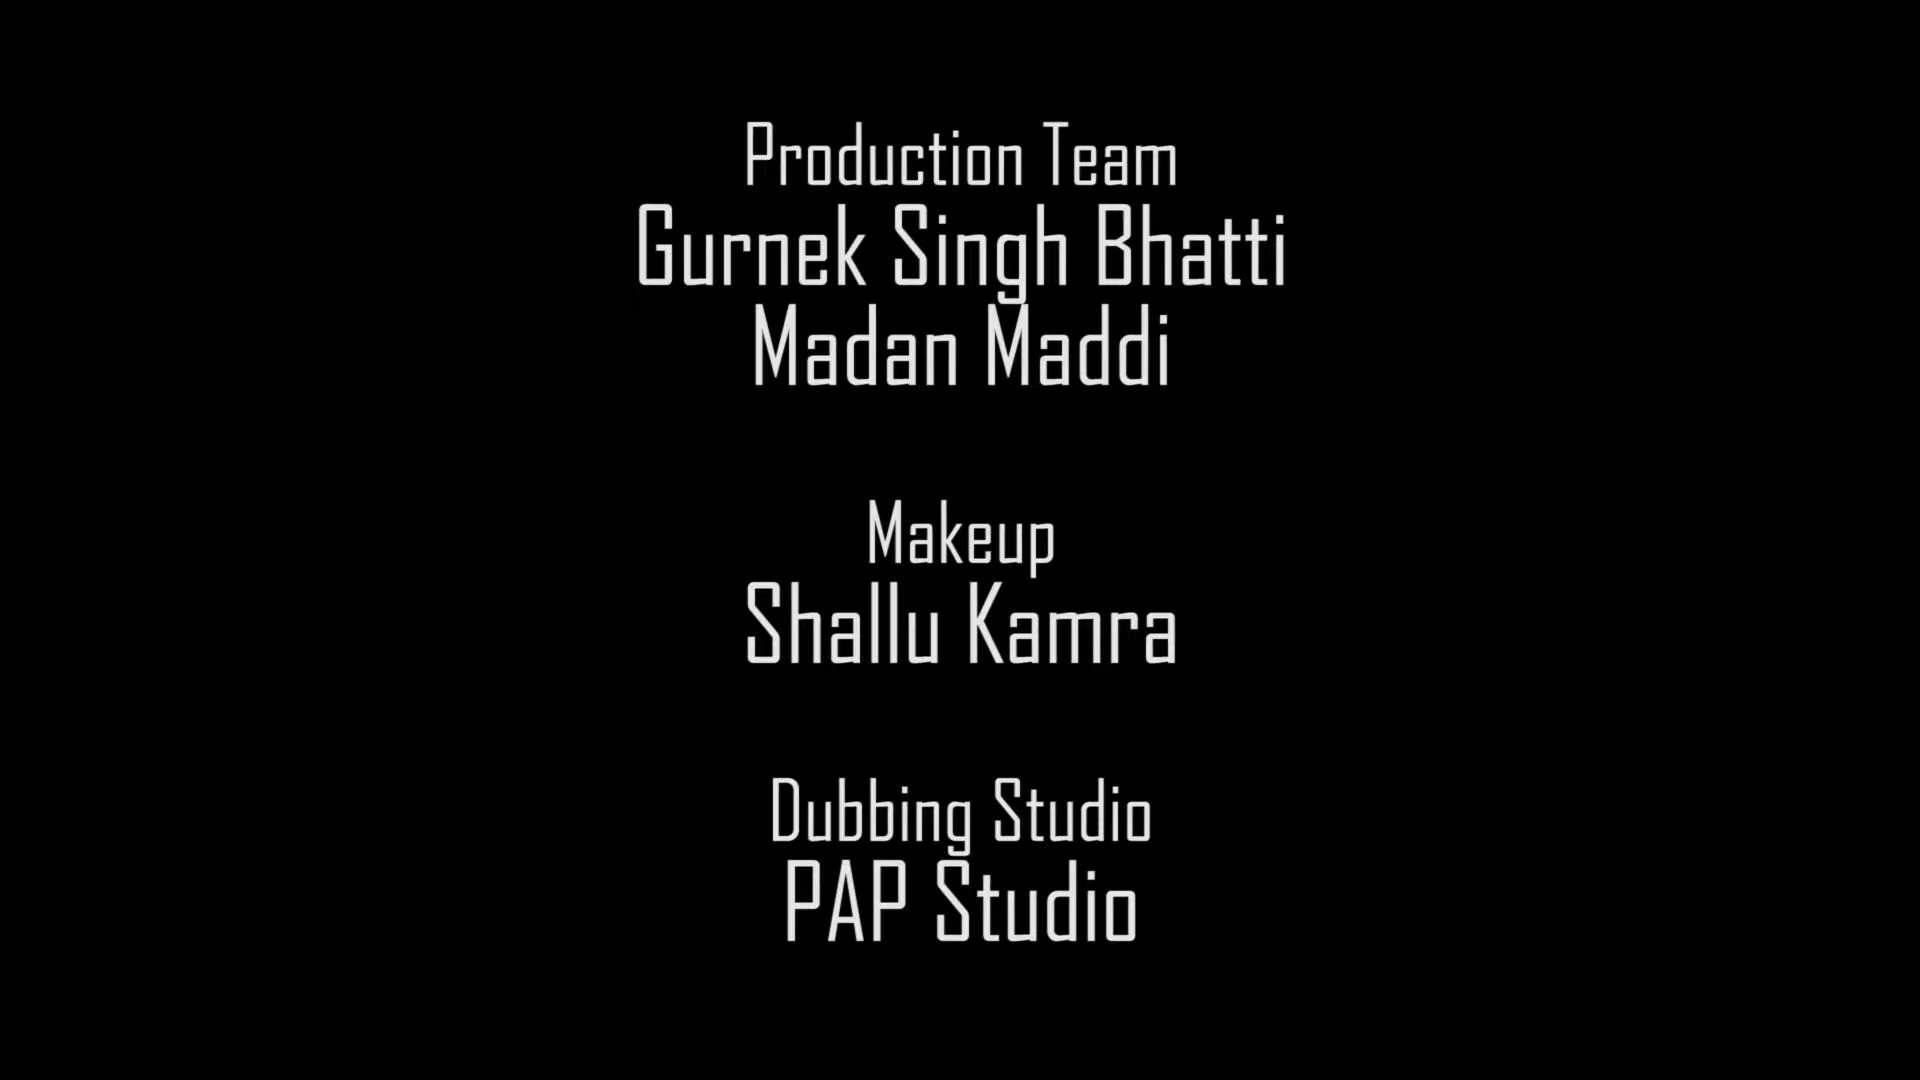 Production Team
Gurnek Singh Bhatti
Madan Maddi
Makeup
Shallu Kamra
Dubbing Studio
PAP Studio